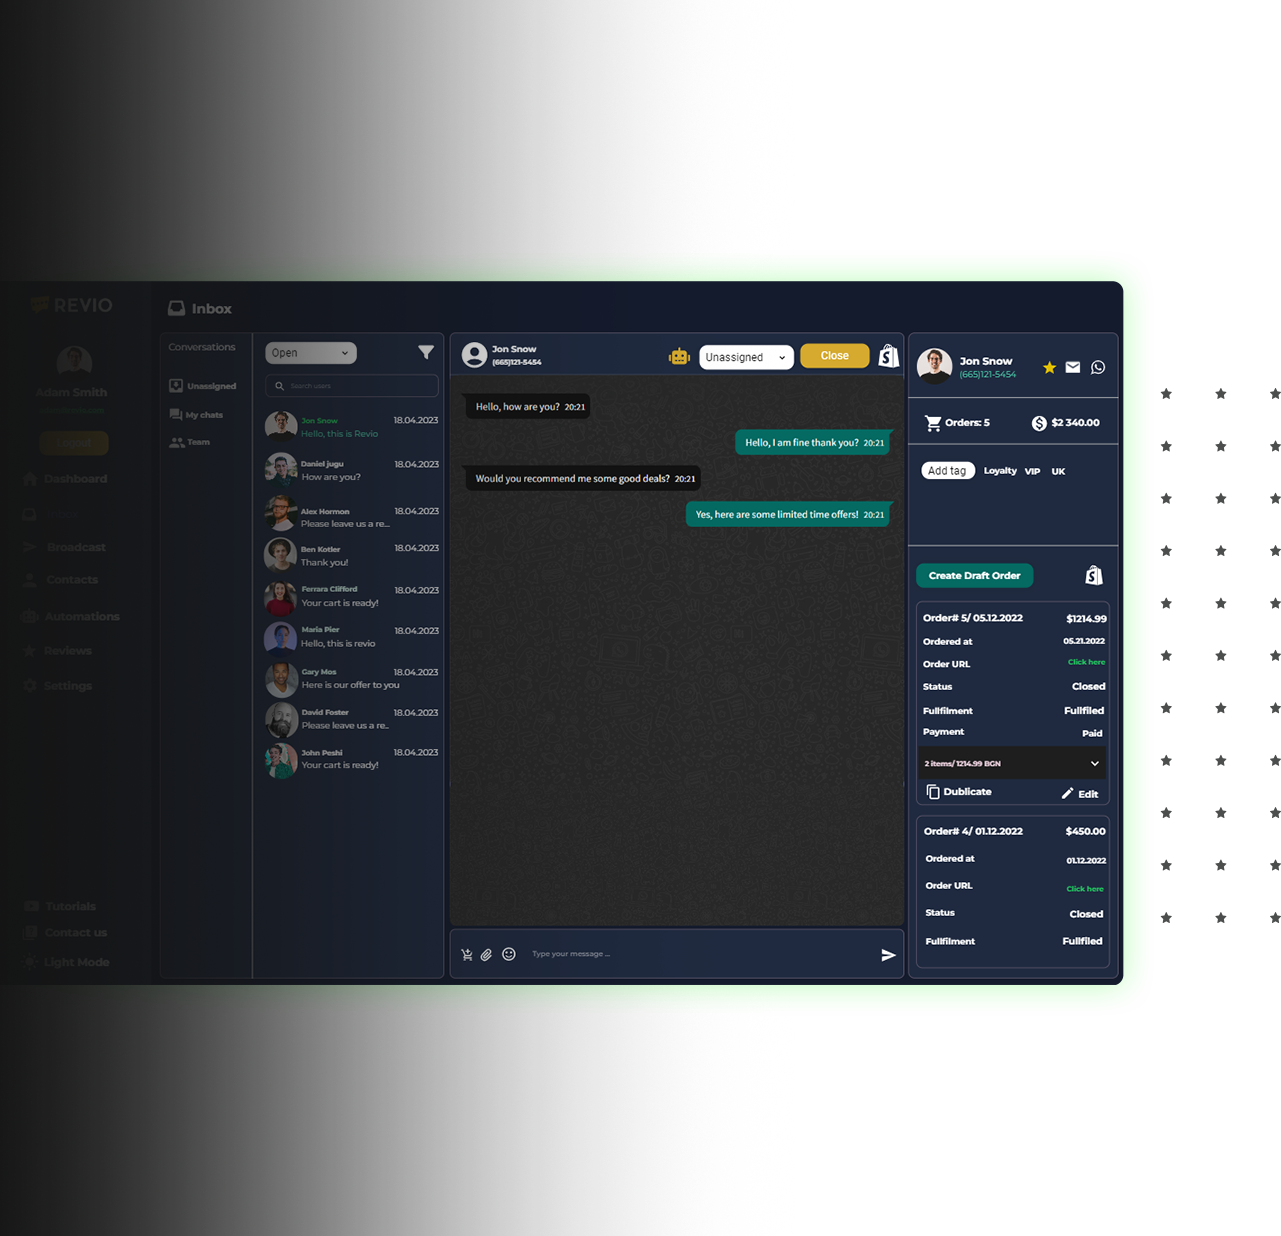 REVIO
Adam Smith
Logout
Dashboard
Broadcast
Contacts
Automations
Reviews
Settings
Tutorials
Contact us
Light Mode
Inbox
Conversations
Unassigned
My chats
Team
Open
Search users
Jon Snow 18.04.2023
Hello, this is Revio
Daniel jugu 18.04.2023
How are you?
Alex Hormon 18.04.2023
Please leave us a re...
Ben Kotler 18.04.2023
Thank you!
Ferrara Clifford 18.04.2023
Your cart is ready!
Maria Pier 18.04.2023
Hello, this is revio
Gary Mos 18.04.2023
Here is our offer to you
David Foster 18.04.2023
Please leave us a re..
John Peshi 18.04.2023
Your cart is ready!
Jon Snow
(665)121-5454
Unassigned
Close
Hello, how are you? 20:21
Hello, I am fine thank you? 20:21
Would you recommend me some good deals? 20:21
Yes, here are some limited time offers! 20:21
Type your message ...
Jon Snow
(665)121-5454
Orders: 5 $2 340.00
Add tag Loyalty VIP UK
Create Draft Order
Order# 5/ 05.12.2022 $1214.99
Ordered at 05.21.2022
Order URL Click here
Status Closed
Fullfilment Fullfiled
Payment Paid
2 items/ 1214.99 BGN
Dublicate Edit
Order# 4/ 01.12.2022 $450.00
Ordered at 01.12.2022
Order URL Click here
Status Closed
Fullfilment Fullfiled